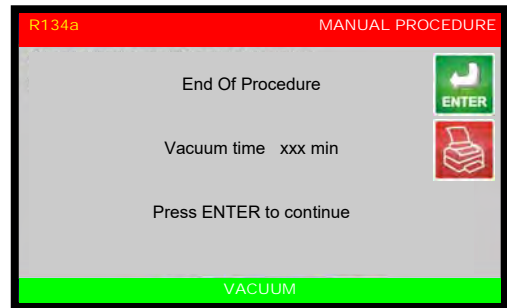 R134a MANUAL PROCEDURE
End Of Procedure
ENTER
Vacuum time xxx min
Press ENTER to continue
VACUUM